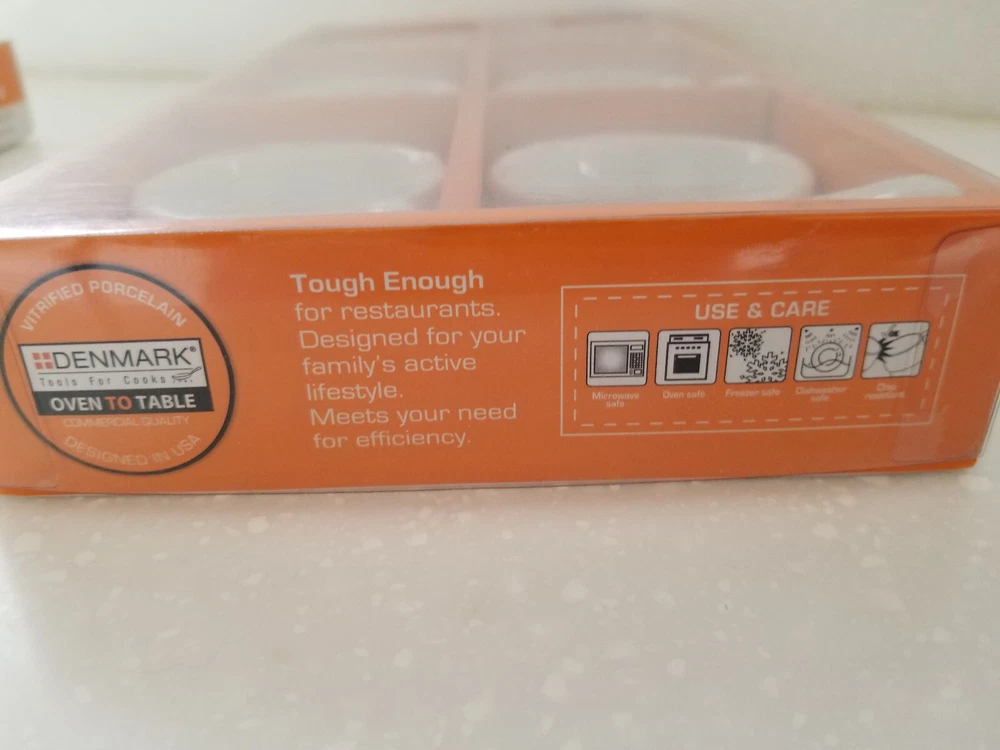 VITRIFIED PORCELAIN
DENMARK®
Tools For Cooks
OVEN TO TABLE
COMMERCIAL QUALITY
DESIGNED IN USA
Tough Enough
for restaurants.
Designed for your
family's active
lifestyle.
Meets your need
for efficiency.
USE & CARE
Microwave
safe
Oven safe
Freezer safe
Dishwasher
safe
Chip
resistant